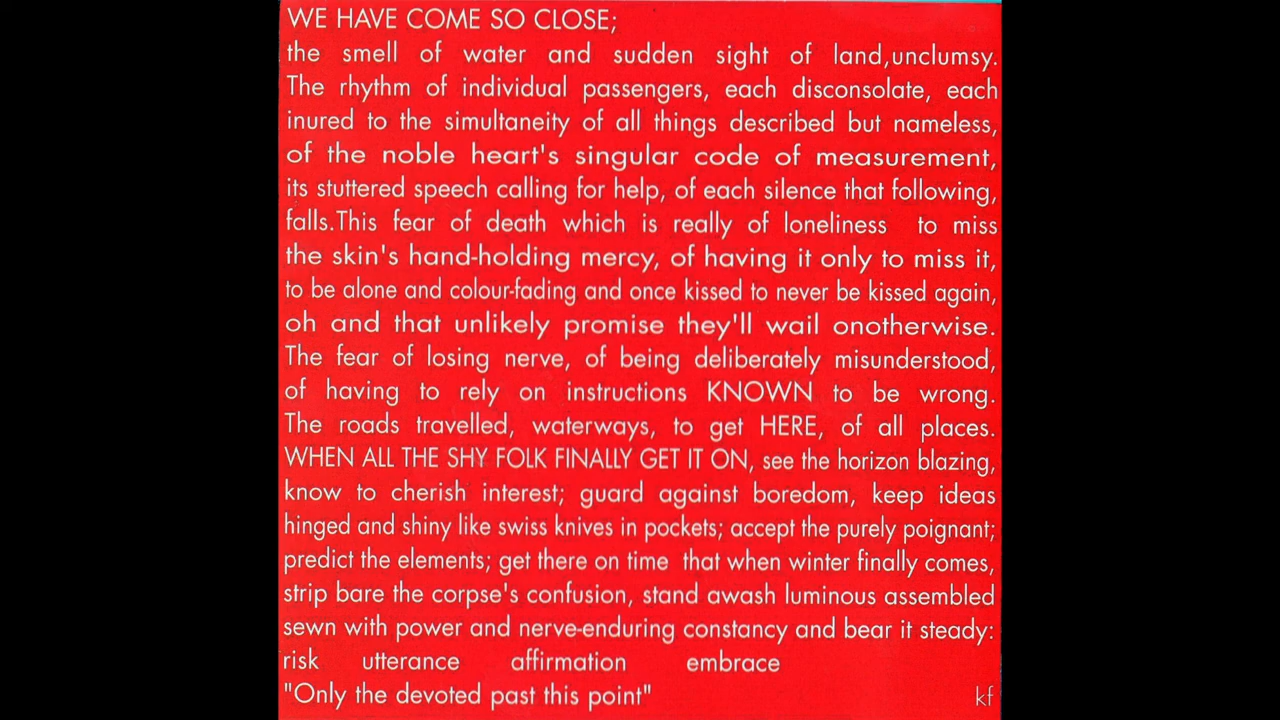 WE HAVE COME SO CLOSE;
the smell of water and sudden sight of land,unclumsy.
The rhythm of individual passengers, each disconsolate, each
inured to the simultaneity of all things described but nameless,
of the noble heart's singular code of measurement,
its stuttered speech calling for help, of each silence that following,
falls.This fear of death which is really of loneliness to miss
the skin's hand-holding mercy, of having it only to miss it,
to be alone and colour-fading and once kissed to never be kissed again,
oh and that unlikely promise they'll wail onotherwise.
The fear of losing nerve, of being deliberately misunderstood,
of having to rely on instructions KNOWN to be wrong.
The roads travelled, waterways, to get HERE, of all places.
WHEN ALL THE SHY FOLK FINALLY GET IT ON, see the horizon blazing,
know to cherish interest; guard against boredom, keep ideas
hinged and shiny like swiss knives in pockets; accept the purely poignant;
predict the elements; get there on time that when winter finally comes,
strip bare the corpse's confusion, stand awash luminous assembled
sewn with power and nerve-enduring constancy and bear it steady:
risk utterance affirmation embrace
"Only the devoted past this point" kf